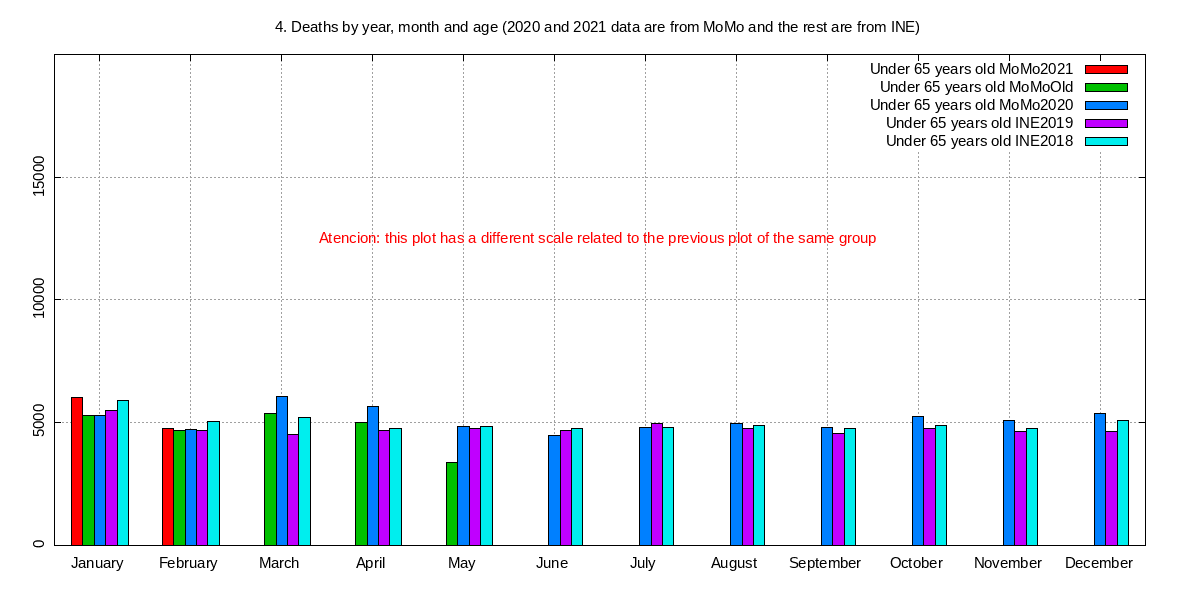 4. Deaths by year, month and age (2020 and 2021 data are from MoMo and the rest are from INE)
Under 65 years old MoMo2021
Under 65 years old MoMoOld
Under 65 years old MoMo2020
Under 65 years old INE2019
Under 65 years old INE2018
15000
Atencion: this plot has a different scale related to the previous plot of the same group
10000
5000
0
January February March April May June July August September October November December